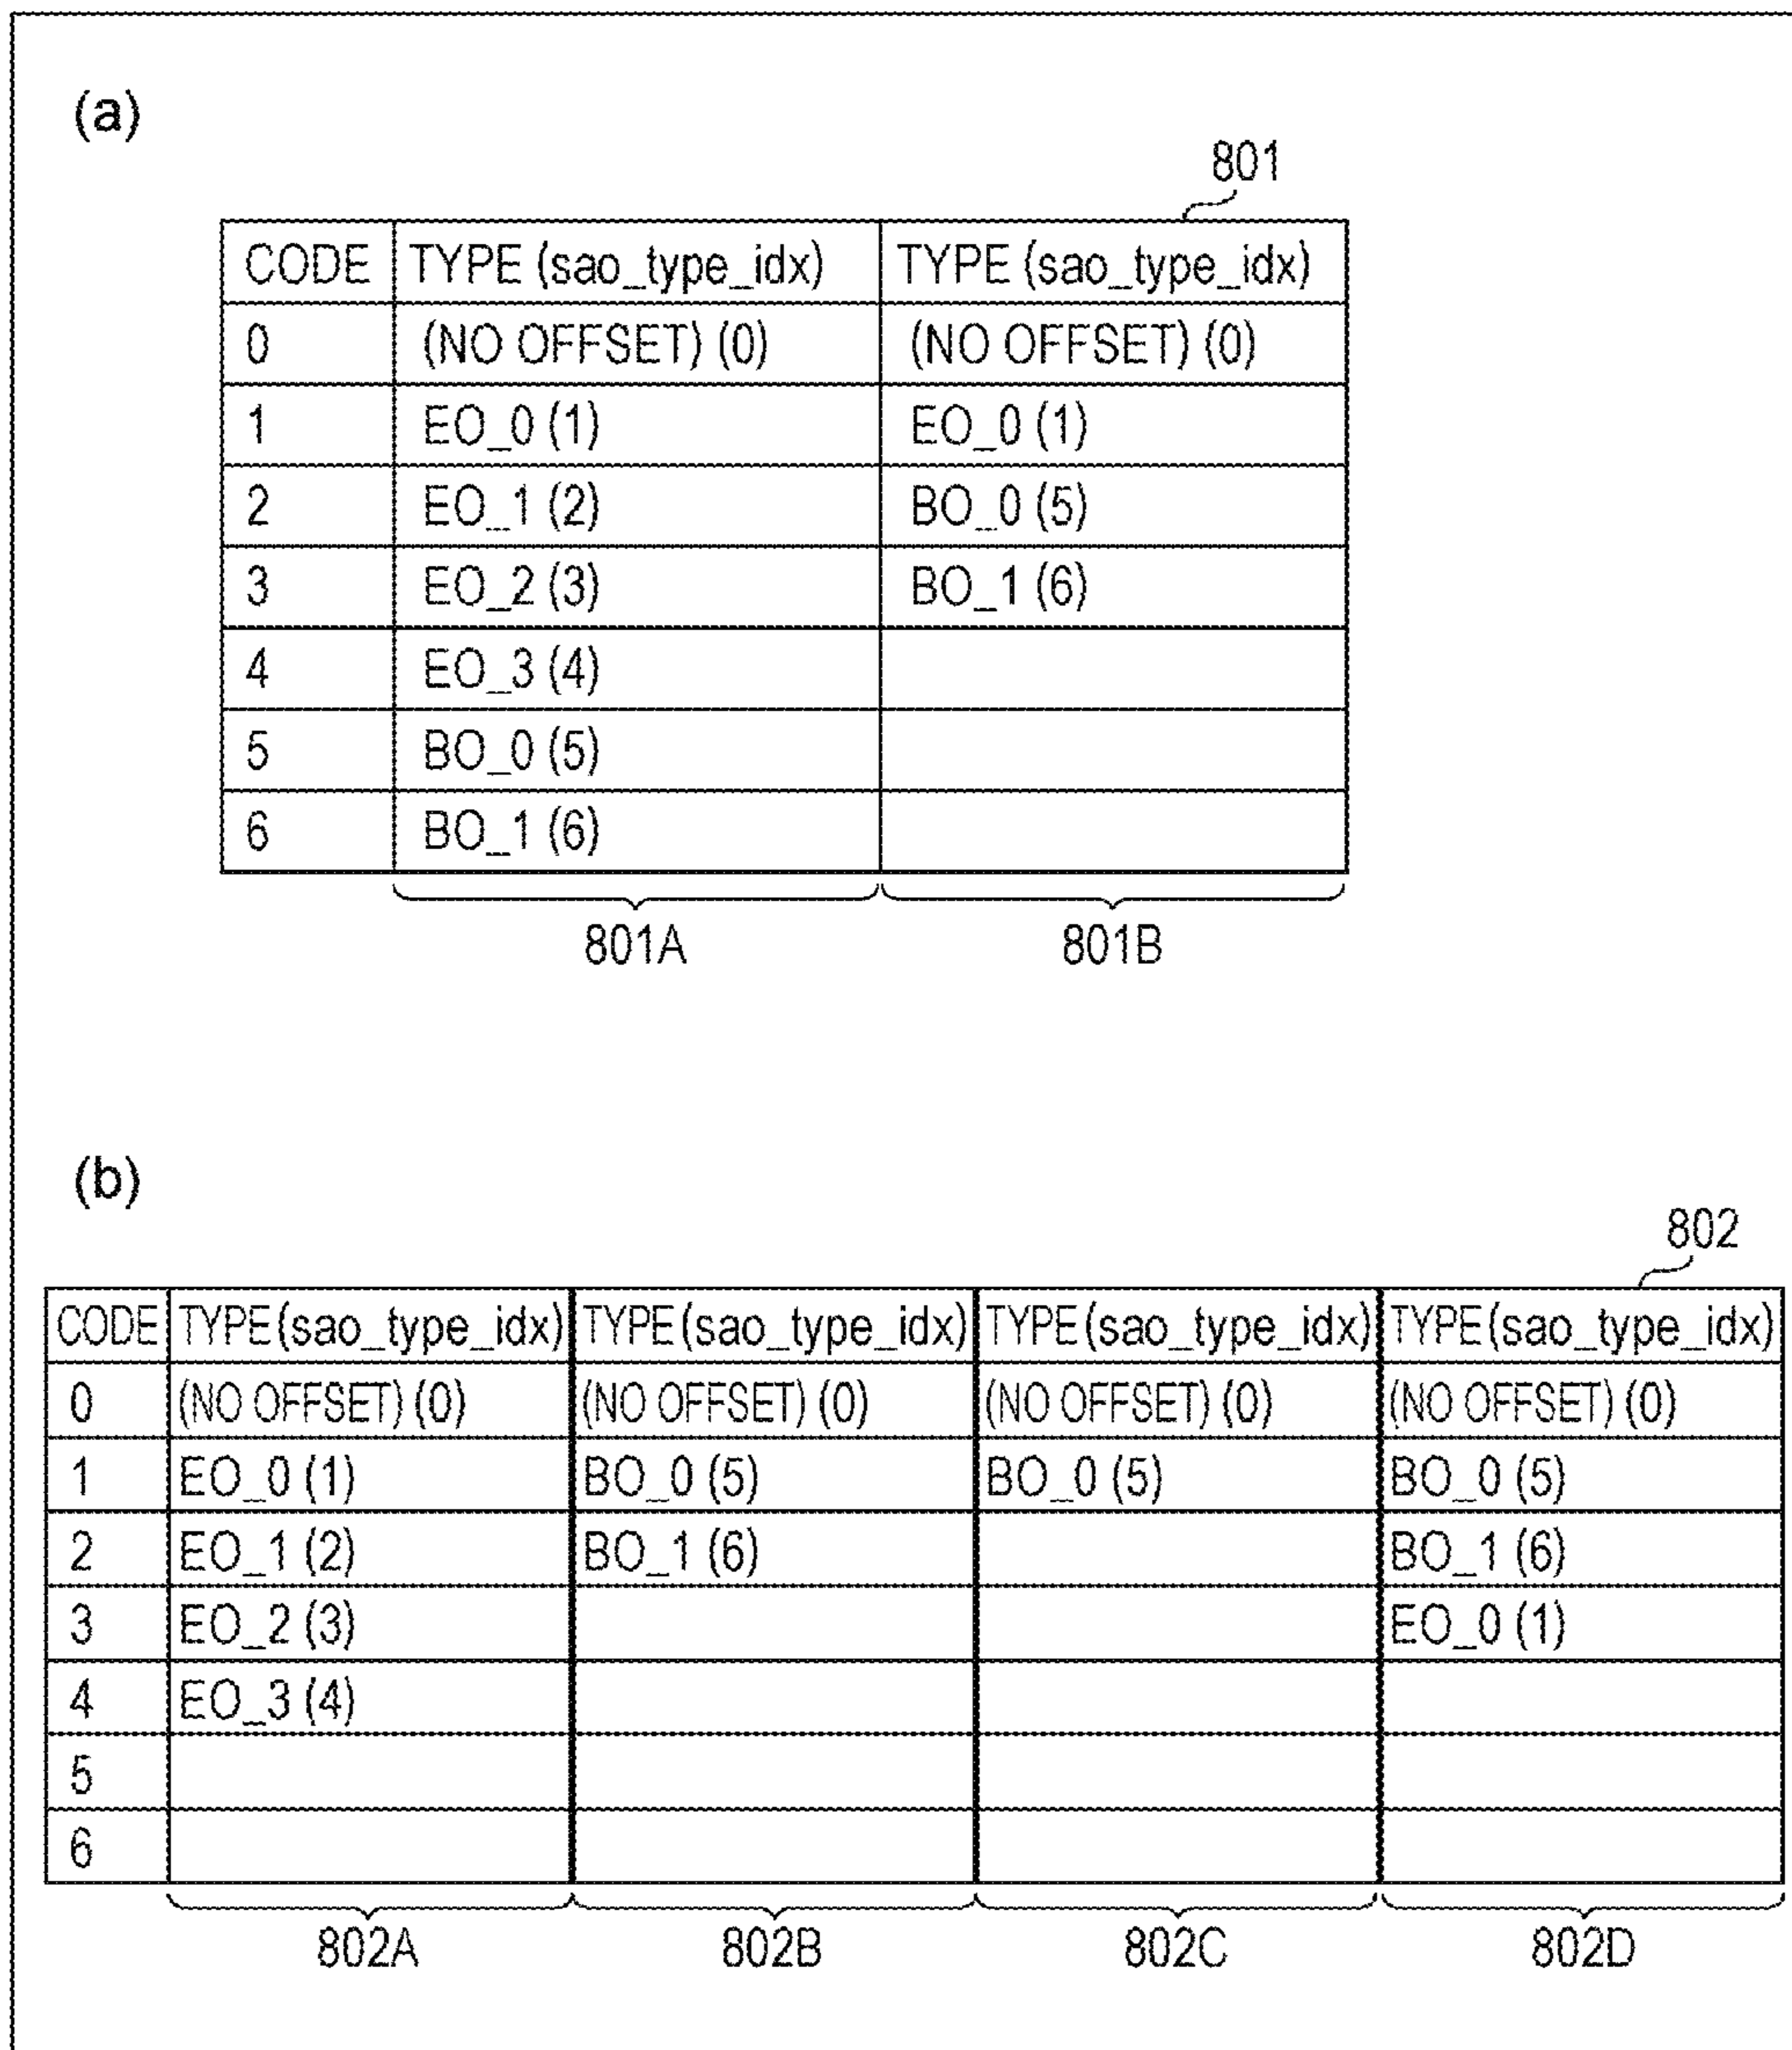 (a)
801
CODE TYPE (sao_type_idx) TYPE (sao_type_idx)
0 (NO OFFSET) (0) (NO OFFSET) (0)
1 EO_0 (1) EO_0 (1)
2 EO_1 (2) BO_0 (5)
3 EO_2 (3) BO_1 (6)
4 EO_3 (4)
5 BO_0 (5)
6 BO_1 (6)
801A 801B
(b)
802
CODE TYPE (sao_type_idx) TYPE (sao_type_idx) TYPE (sao_type_idx) TYPE (sao_type_idx)
0 (NO OFFSET) (0) (NO OFFSET) (0) (NO OFFSET) (0) (NO OFFSET) (0)
1 EO_0 (1) BO_0 (5) BO_0 (5) BO_0 (5)
2 EO_1 (2) BO_1 (6) BO_1 (6)
3 EO_2 (3) EO_0 (1)
4 EO_3 (4)
5
6
802A 802B 802C 802D